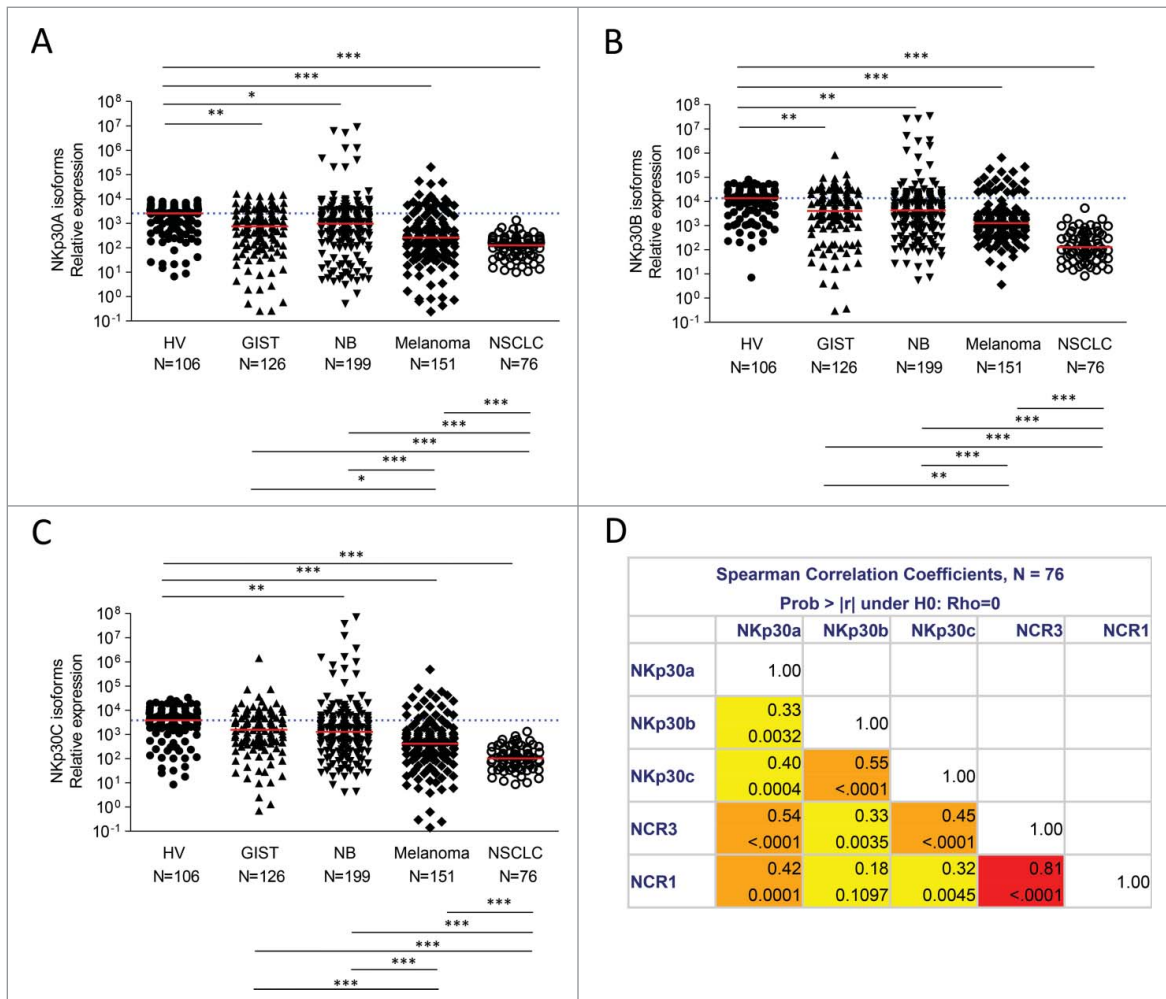 A
***
***
*
**
NKp30A isoforms
Relative expression
10^8
10^7
10^6
10^5
10^4
10^3
10^2
10^1
10^0
10^-1
HV GIST NB Melanoma NSCLC
N=106 N=126 N=199 N=151 N=76
***
***
***
***
*
B
***
***
**
**
NKp30B isoforms
Relative expression
10^8
10^7
10^6
10^5
10^4
10^3
10^2
10^1
10^0
10^-1
HV GIST NB Melanoma NSCLC
N=106 N=126 N=199 N=151 N=76
***
***
***
***
**
C
***
***
**
NKp30C isoforms
Relative expression
10^8
10^7
10^6
10^5
10^4
10^3
10^2
10^1
10^0
10^-1
HV GIST NB Melanoma NSCLC
N=106 N=126 N=199 N=151 N=76
***
***
***
***
***
D
Spearman Correlation Coefficients, N = 76
Prob > |r| under H0: Rho=0
NKp30a NKp30b NKp30c NCR3 NCR1
NKp30a 1.00
NKp30b 0.33 1.00
0.0032
NKp30c 0.40 0.55 1.00
0.0004 <.0001
NCR3 0.54 0.33 0.45 1.00
<.0001 0.0035 <.0001
NCR1 0.42 0.18 0.32 0.81 1.00
0.0001 0.1097 0.0045 <.0001